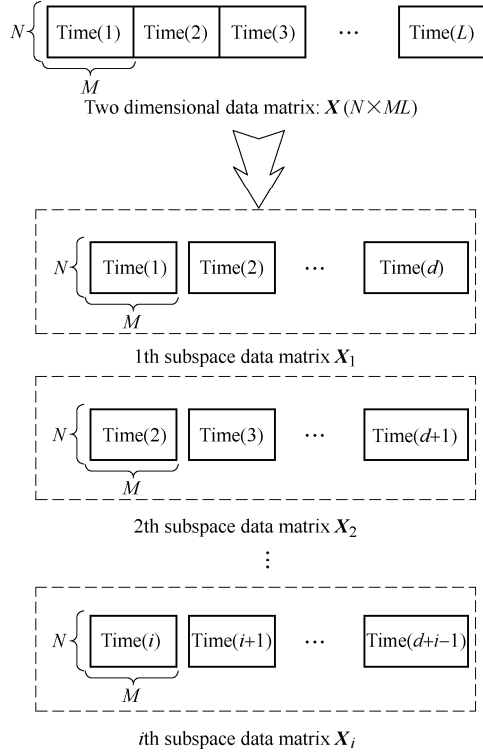 N Time(1) Time(2) Time(3) ... Time(L)
M
Two dimensional data matrix: X (N×ML)
N Time(1) Time(2) ... Time(d)
M
1th subspace data matrix X₁
N Time(2) Time(3) ... Time(d+1)
M
2th subspace data matrix X₂
⋮
N Time(i) Time(i+1) ... Time(d+i−1)
M
ith subspace data matrix Xᵢ